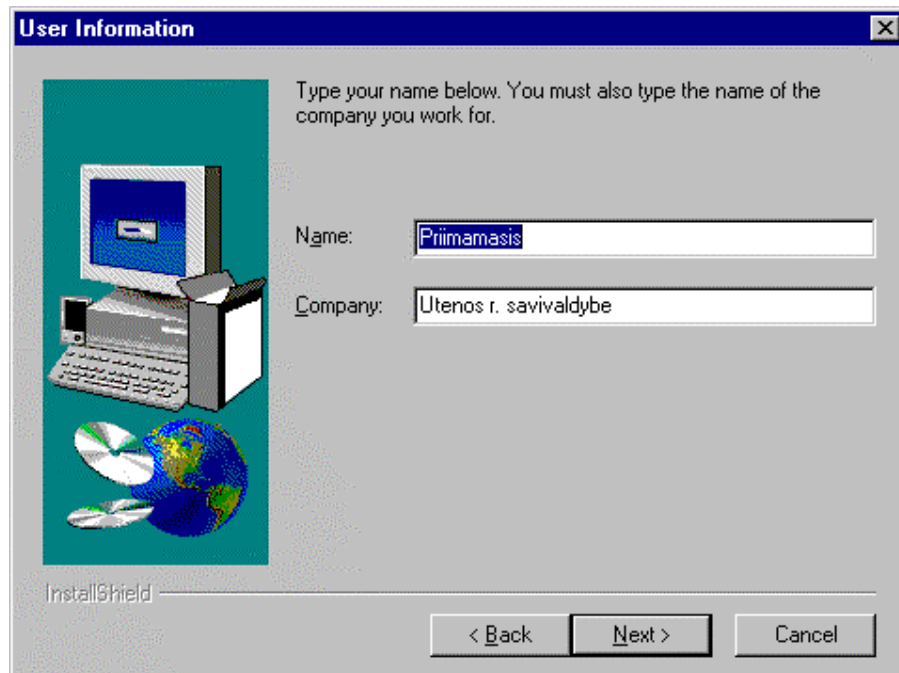 User Information
Type your name below. You must also type the name of the
company you work for.
Name: Priimamasis
Company: Utenos r. savivaldybe
InstallShield
< Back Next > Cancel